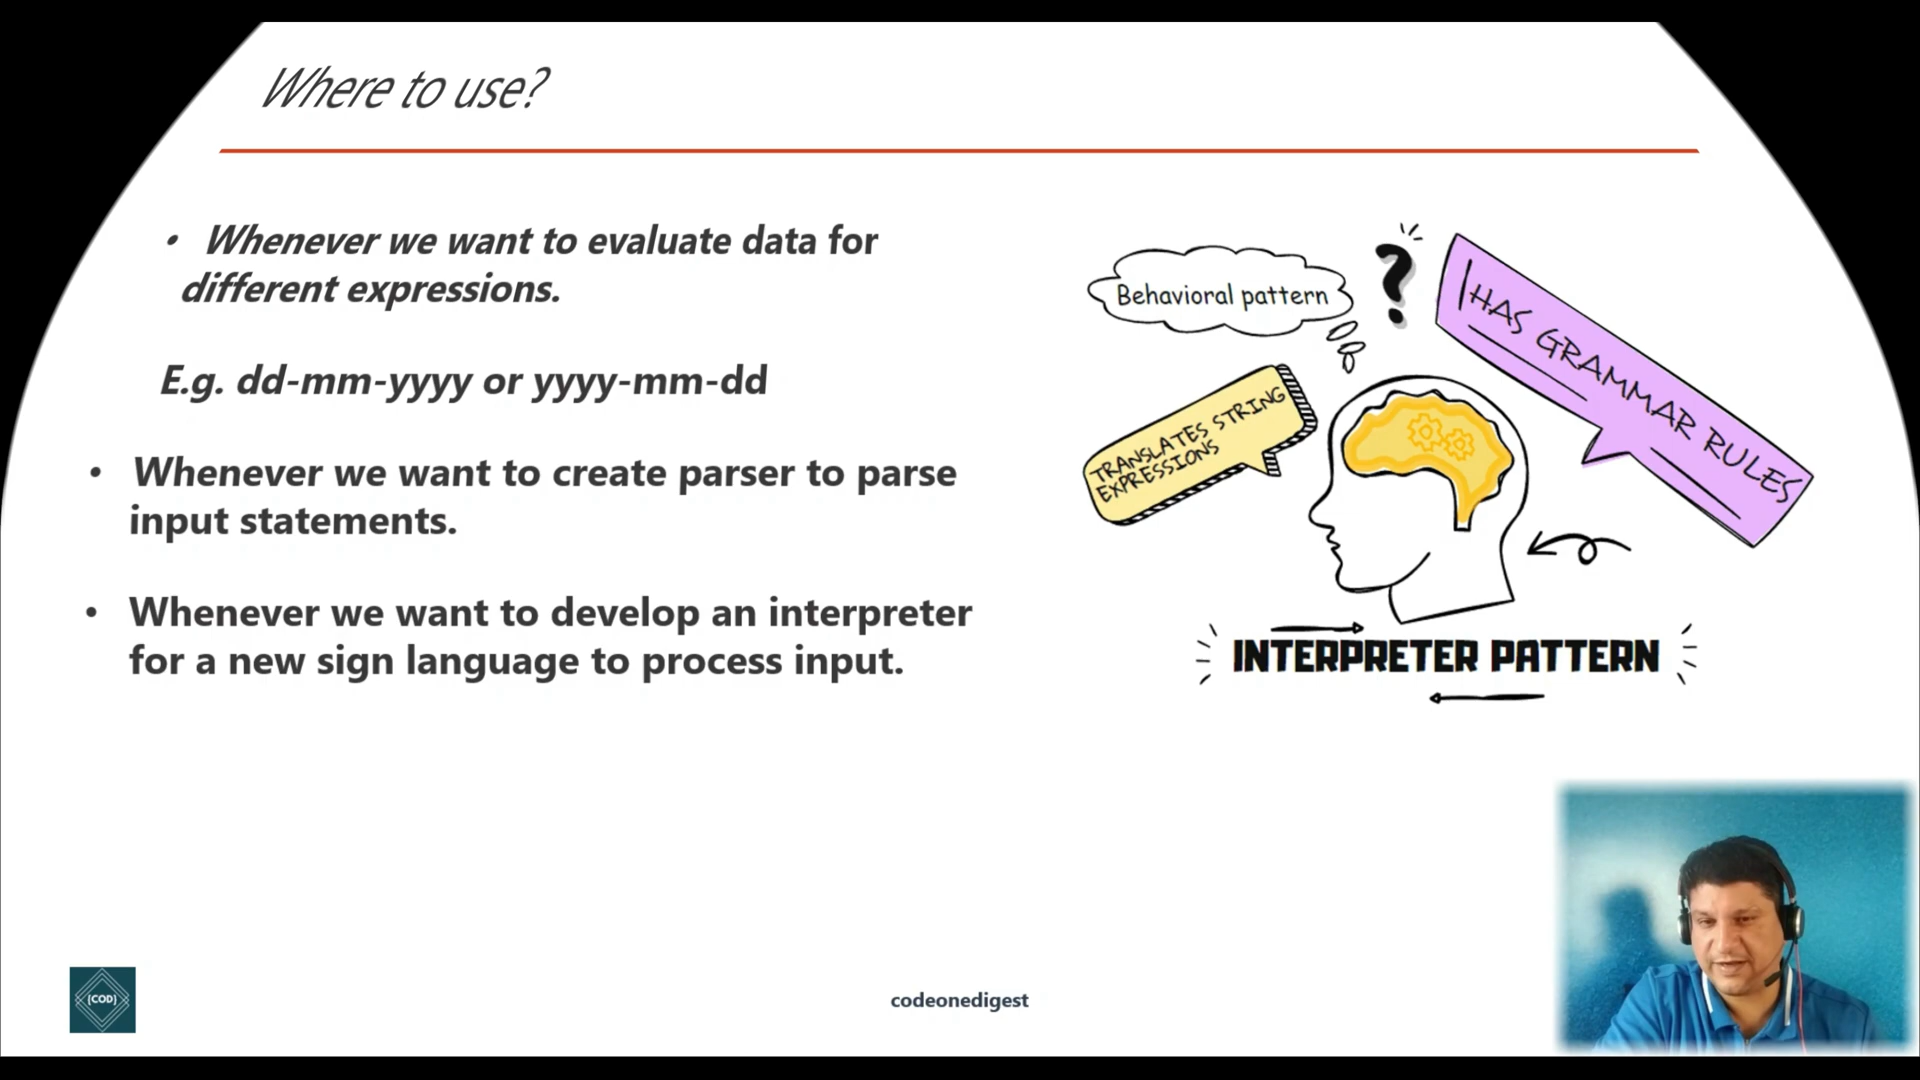 Where to use?
• Whenever we want to evaluate data for
different expressions.
E.g. dd-mm-yyyy or yyyy-mm-dd
• Whenever we want to create parser to parse
input statements.
• Whenever we want to develop an interpreter
for a new sign language to process input.
Behavioral pattern
?
HAS GRAMMAR RULES
TRANSLATES STRING
EXPRESSIONS
INTERPRETER PATTERN
{COD}
codeonedigest